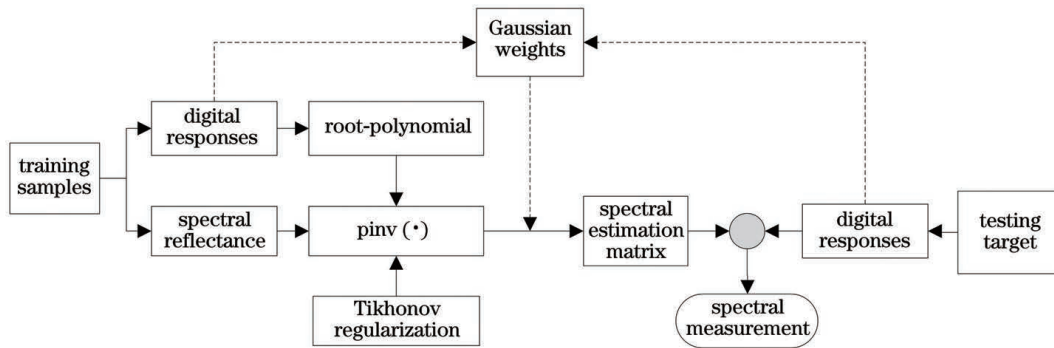 Gaussian
weights
digital
responses
root-polynomial
training
samples
spectral
reflectance
pinv (·)
spectral
estimation
matrix
digital
responses
testing
target
Tikhonov
regularization
spectral
measurement